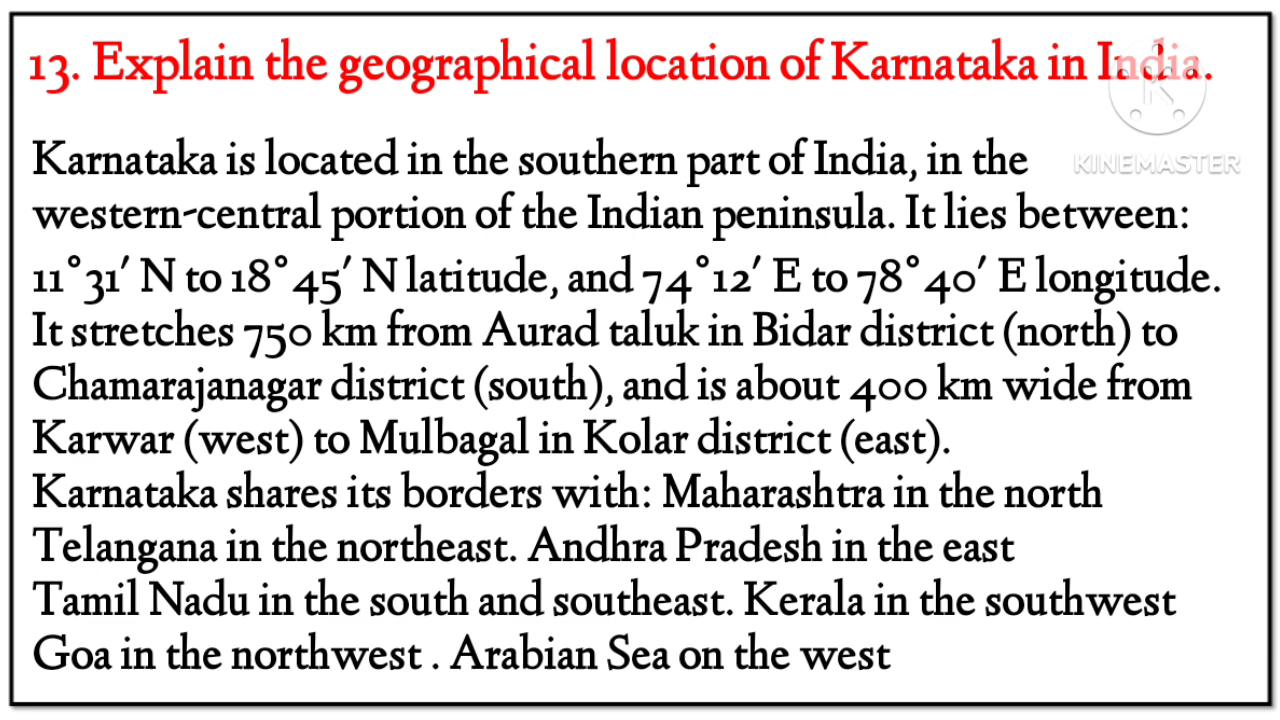 13. Explain the geographical location of Karnataka in India.
KINEMASTER
Karnataka is located in the southern part of India, in the
western-central portion of the Indian peninsula. It lies between:
11°31′ N to 18°45′ N latitude, and 74°12′ E to 78°40′ E longitude.
It stretches 750 km from Aurad taluk in Bidar district (north) to
Chamarajanagar district (south), and is about 400 km wide from
Karwar (west) to Mulbagal in Kolar district (east).
Karnataka shares its borders with: Maharashtra in the north
Telangana in the northeast. Andhra Pradesh in the east
Tamil Nadu in the south and southeast. Kerala in the southwest
Goa in the northwest . Arabian Sea on the west